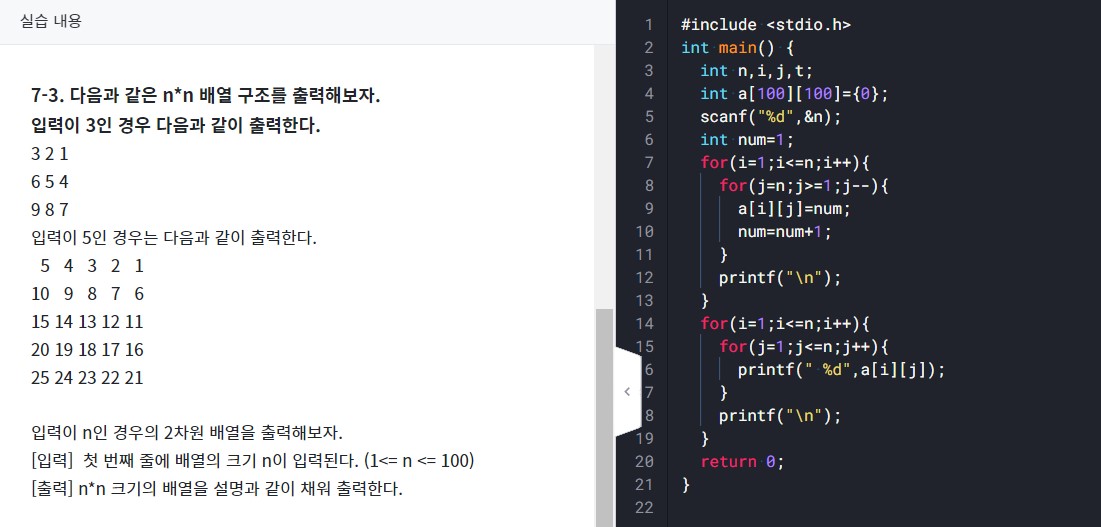 실습 내용
7-3. 다음과 같은 n*n 배열 구조를 출력해보자.
입력이 3인 경우 다음과 같이 출력한다.
3 2 1
6 5 4
9 8 7
입력이 5인 경우는 다음과 같이 출력한다.
5 4 3 2 1
10 9 8 7 6
15 14 13 12 11
20 19 18 17 16
25 24 23 22 21
입력이 n인 경우의 2차원 배열을 출력해보자.
[입력] 첫 번째 줄에 배열의 크기 n이 입력된다. (1<= n <= 100)
[출력] n*n 크기의 배열을 설명과 같이 채워 출력한다.
1 #include <stdio.h>
2 int main() {
3 int n,i,j,t;
4 int a[100][100]={0};
5 scanf("%d",&n);
6 int num=1;
7 for(i=1;i<=n;i++){
8 for(j=n;j>=1;j--){
9 a[i][j]=num;
10 num=num+1;
11 }
12 printf("\n");
13 }
14 for(i=1;i<=n;i++){
15 for(j=1;j<=n;j++){
6 printf(" %d",a[i][j]);
7 }
8 printf("\n");
19 }
20 return 0;
21 }
22